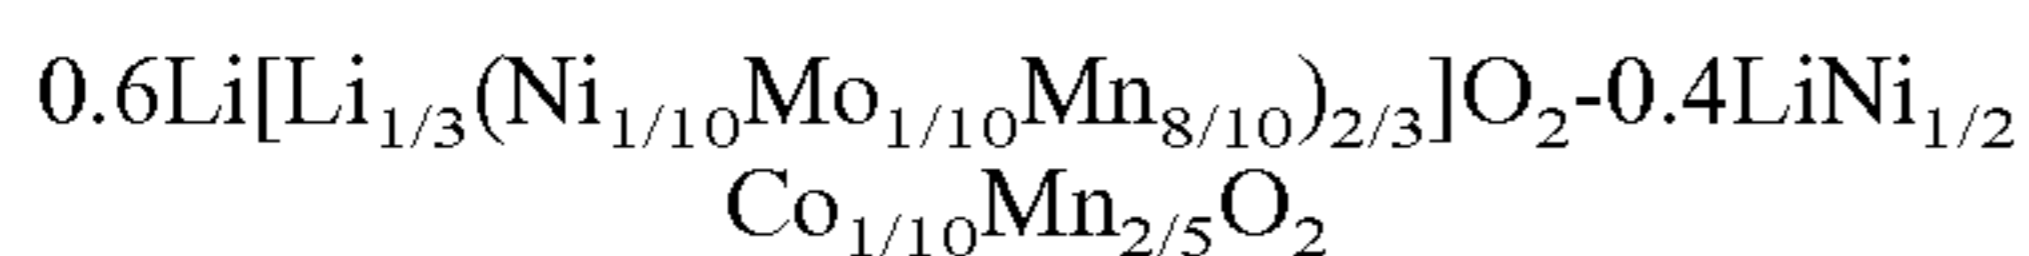 0.6Li[Li₁/₃(Ni₁/₁₀Mo₁/₁₀Mn₈/₁₀)₂/₃]O₂-0.4LiNi₁/₂
Co₁/₁₀Mn₂/₅O₂